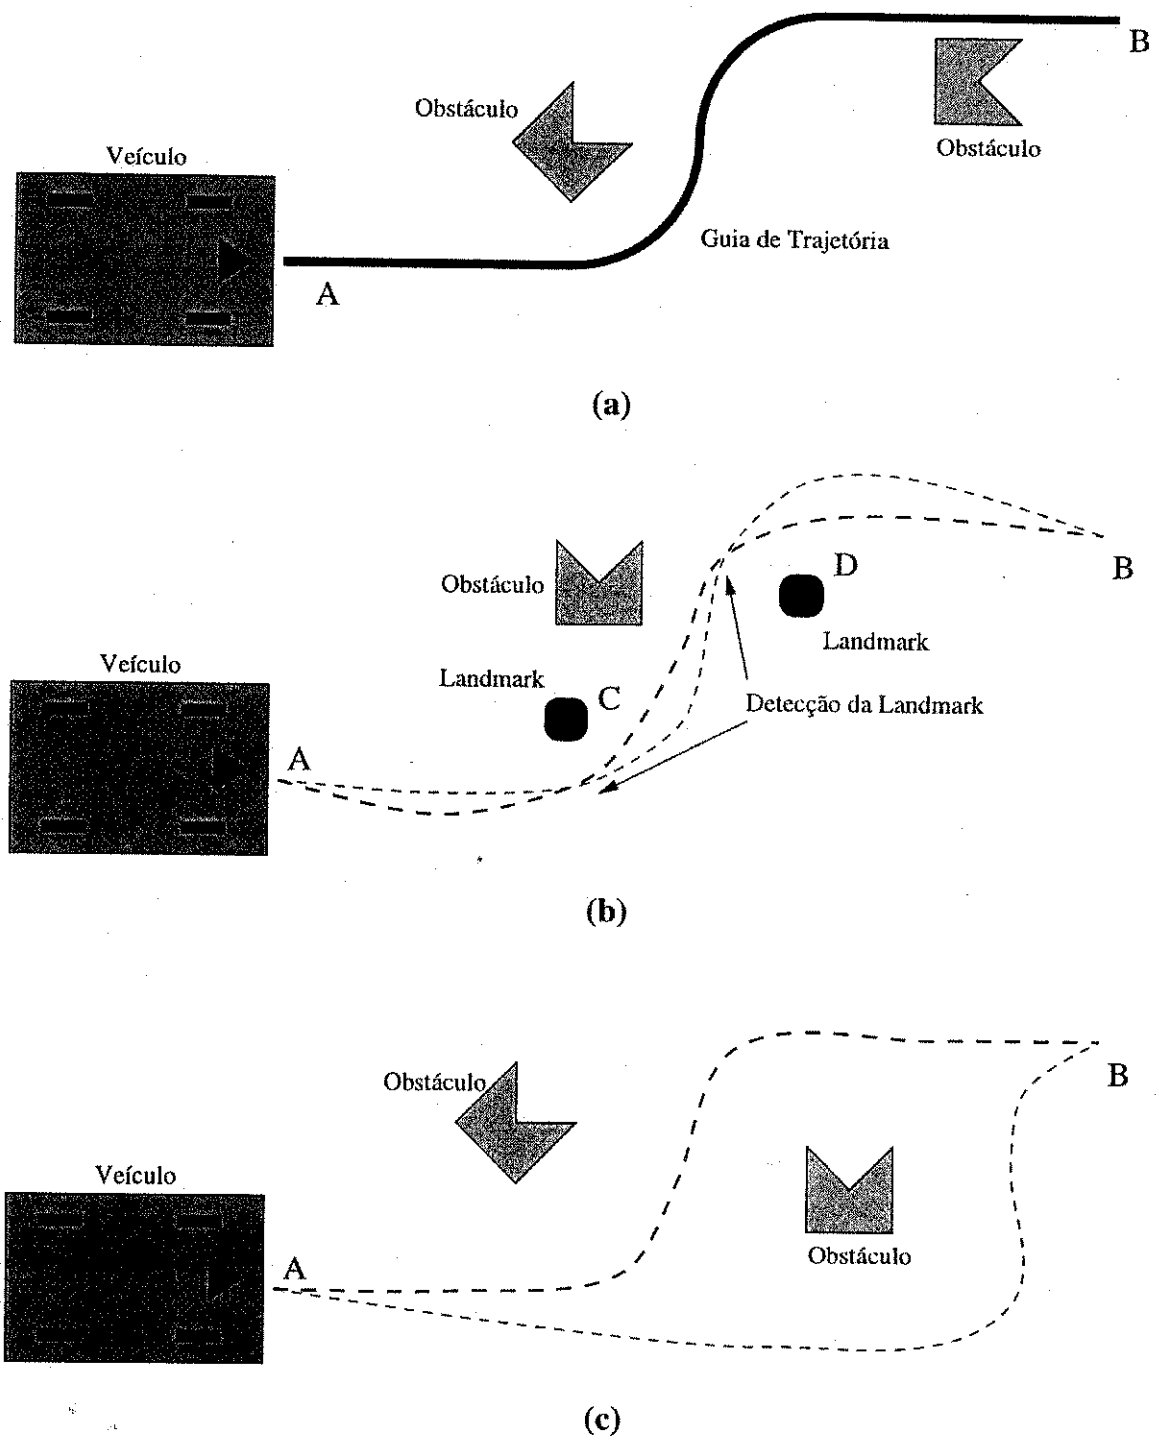 B
Obstáculo
Obstáculo
Veículo
Guia de Trajetória
A
(a)
D
B
Obstáculo
Landmark
Veículo
Landmark
C
Detecção da Landmark
A
(b)
B
Obstáculo
Veículo
Obstáculo
A
(c)